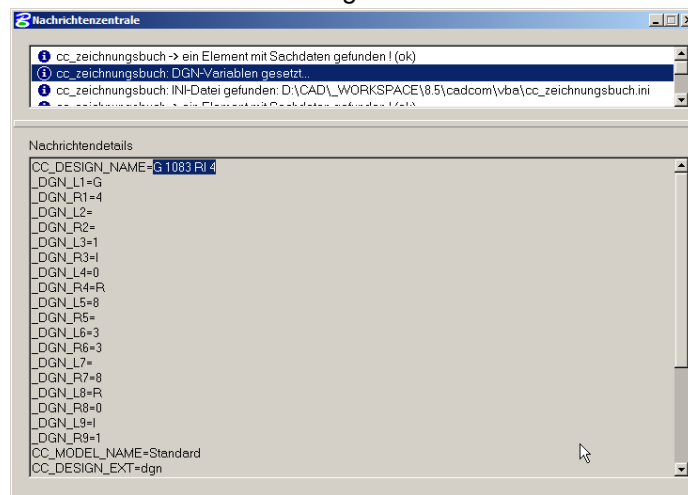 Nachrichtenzentrale
cc_zeichnungsbuch -> ein Element mit Sachdaten gefunden ! (ok)
cc_zeichnungsbuch: DGN-Variablen gesetzt...
cc_zeichnungsbuch: INI-Datei gefunden: D:\CAD\_WORKSPACE\8.5\cadcom\vba\cc_zeichnungsbuch.ini
Nachrichtendetails
CC_DESIGN_NAME=G 1083 RI 4
_DGN_L1=G
_DGN_R1=4
_DGN_L2=
_DGN_R2=
_DGN_L3=1
_DGN_R3=I
_DGN_L4=0
_DGN_R4=R
_DGN_L5=8
_DGN_R5=
_DGN_L6=3
_DGN_R6=3
_DGN_L7=
_DGN_R7=8
_DGN_L8=R
_DGN_R8=0
_DGN_L9=I
_DGN_R9=1
CC_MODEL_NAME=Standard
CC_DESIGN_EXT=dgn